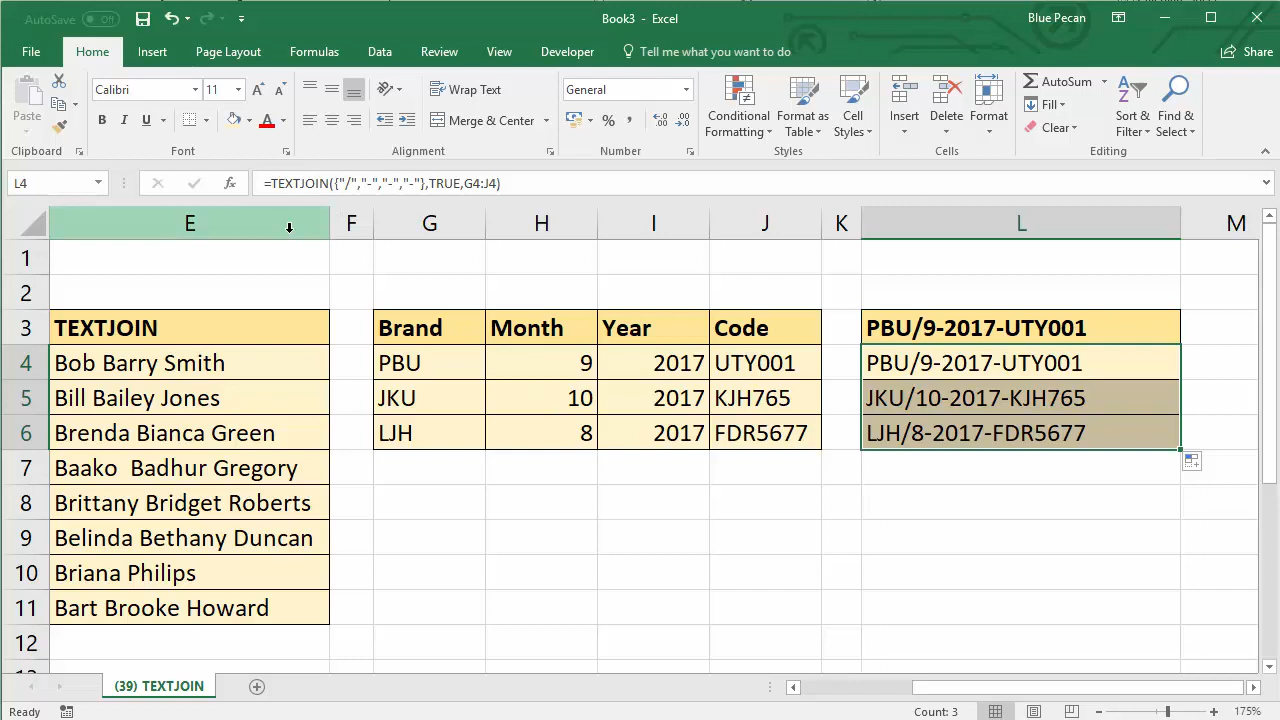 AutoSave Off
Book3 - Excel
Blue Pecan
File Home Insert Page Layout Formulas Data Review View Developer Tell me what you want to do Share
Paste
Calibri 11
B I U
A
Wrap Text
Merge & Center
General
%
Conditional Formatting
Format as Table
Cell Styles
Insert
Delete
Format
AutoSum
Fill
Clear
Sort & Filter
Find & Select
Clipboard Font Alignment Number Styles Cells Editing
L4 fx =TEXTJOIN({"/","-","-","-"},TRUE,G4:J4)
E F G H I J K L M
1
2
3 TEXTJOIN Brand Month Year Code PBU/9-2017-UTY001
4 Bob Barry Smith PBU 9 2017 UTY001 PBU/9-2017-UTY001
5 Bill Bailey Jones JKU 10 2017 KJH765 JKU/10-2017-KJH765
6 Brenda Bianca Green LJH 8 2017 FDR5677 LJH/8-2017-FDR5677
7 Baako  Badhur Gregory
8 Brittany Bridget Roberts
9 Belinda Bethany Duncan
10 Briana Philips
11 Bart Brooke Howard
12
(39) TEXTJOIN
Ready Count: 3 175%